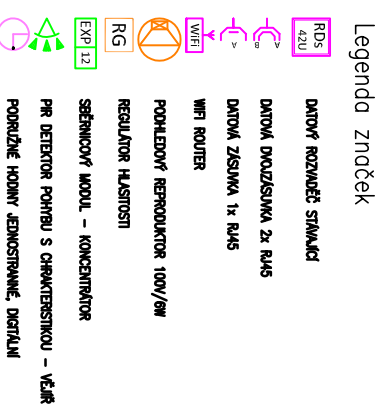 Legenda značek
RDs 42U DATOVÝ ROZVADĚČ STÁVAJÍCÍ
A B DATOVÁ DVOJZÁSUVKA 2x RJ45
A DATOVÁ ZÁSUVKA 1x RJ45
WIFI WIFI ROUTER
PODHLEDOVÝ REPRODUKTOR 100V/6W
RG REGULÁTOR HLASITOSTI
EXP 12 SBĚRNICOVÝ MODUL – KONCENTRÁTOR
PIR DETEKTOR POHYBU S CHRAKTERISTIKOU – VĚJÍŘ
PODRUŽNÉ HODINY JEDNOSTRANNÉ, DIGITÁLNÍ